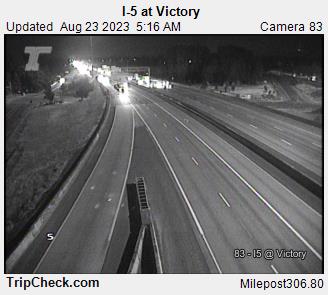 I-5 at Victory
Updated  Aug 23 2023  5:16 AM
Camera 83
T
S
83 - I5 @ Victory
TripCheck.com
Milepost306.80